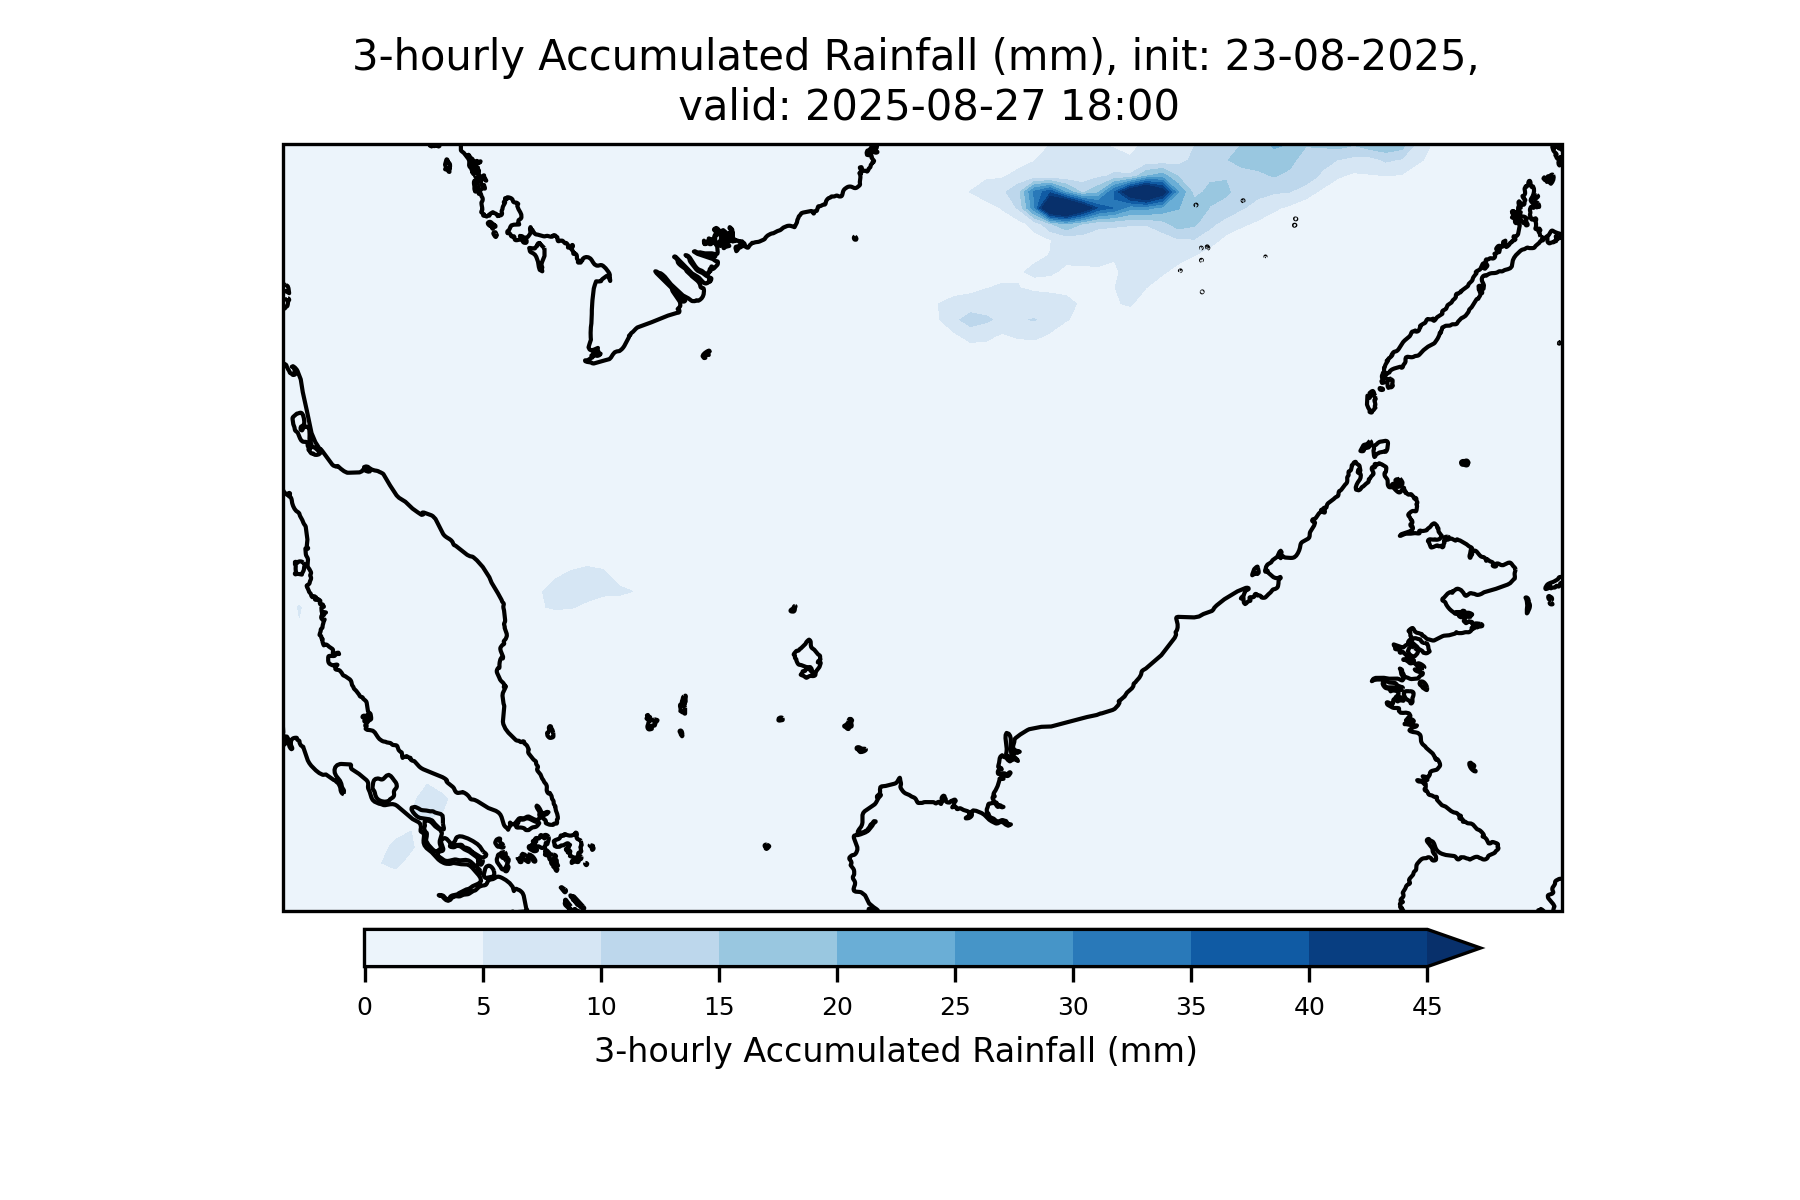 3-hourly Accumulated Rainfall (mm), init: 23-08-2025,
valid: 2025-08-27 18:00
0 5 10 15 20 25 30 35 40 45
3-hourly Accumulated Rainfall (mm)